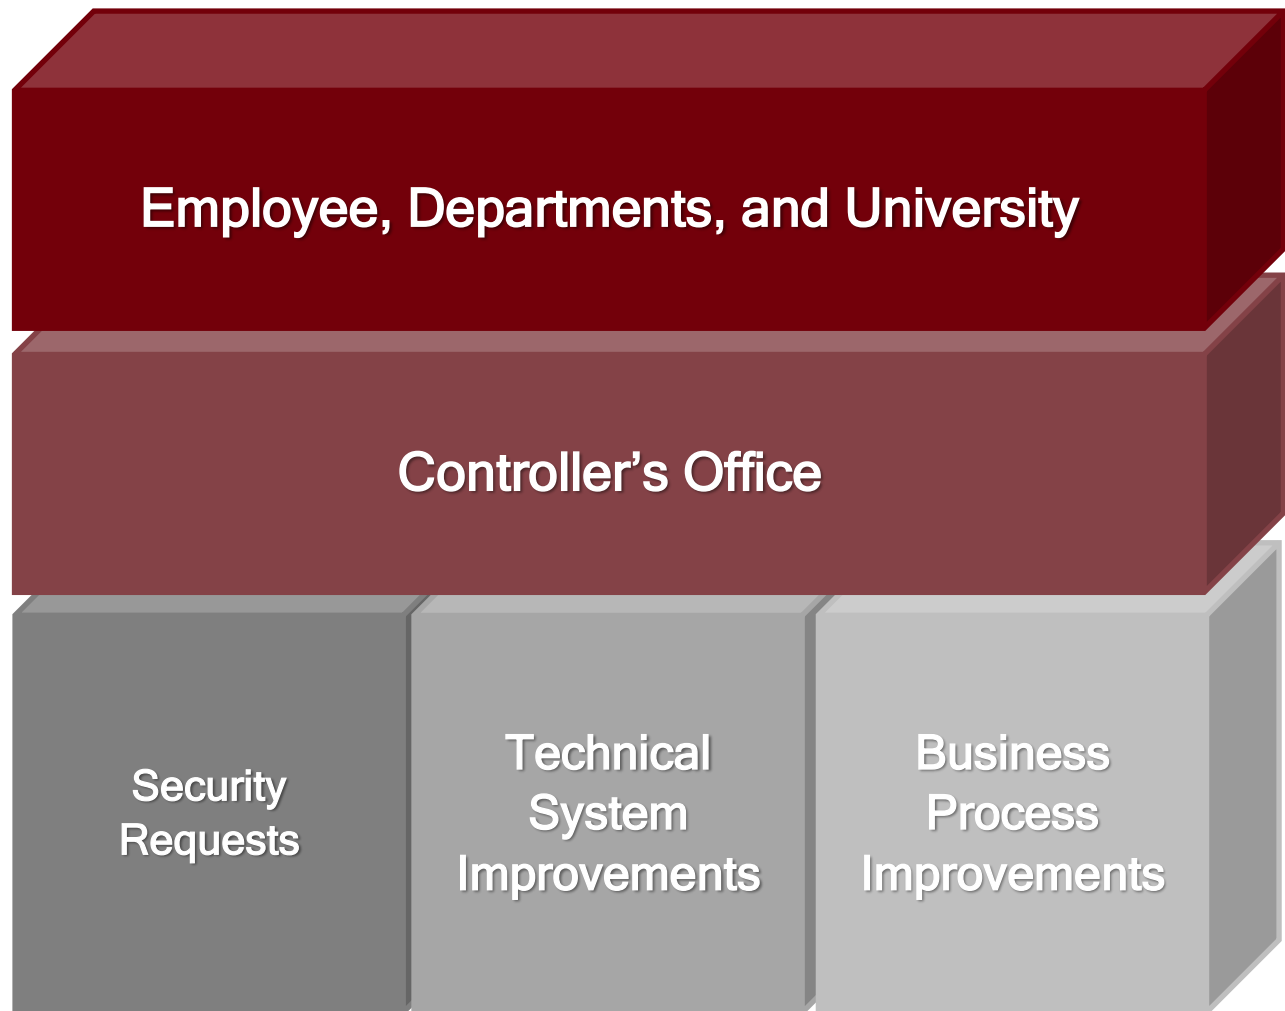 Employee, Departments, and University
Controller’s Office
Security
Requests
Technical
System
Improvements
Business
Process
Improvements